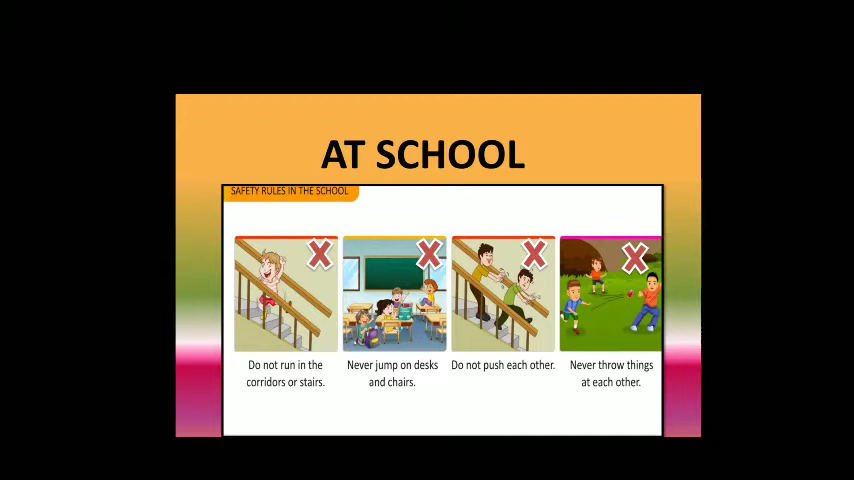 AT SCHOOL
SAFETY RULES IN THE SCHOOL
Do not run in the
corridors or stairs.
Never jump on desks
and chairs.
Do not push each other.
Never throw things
at each other.